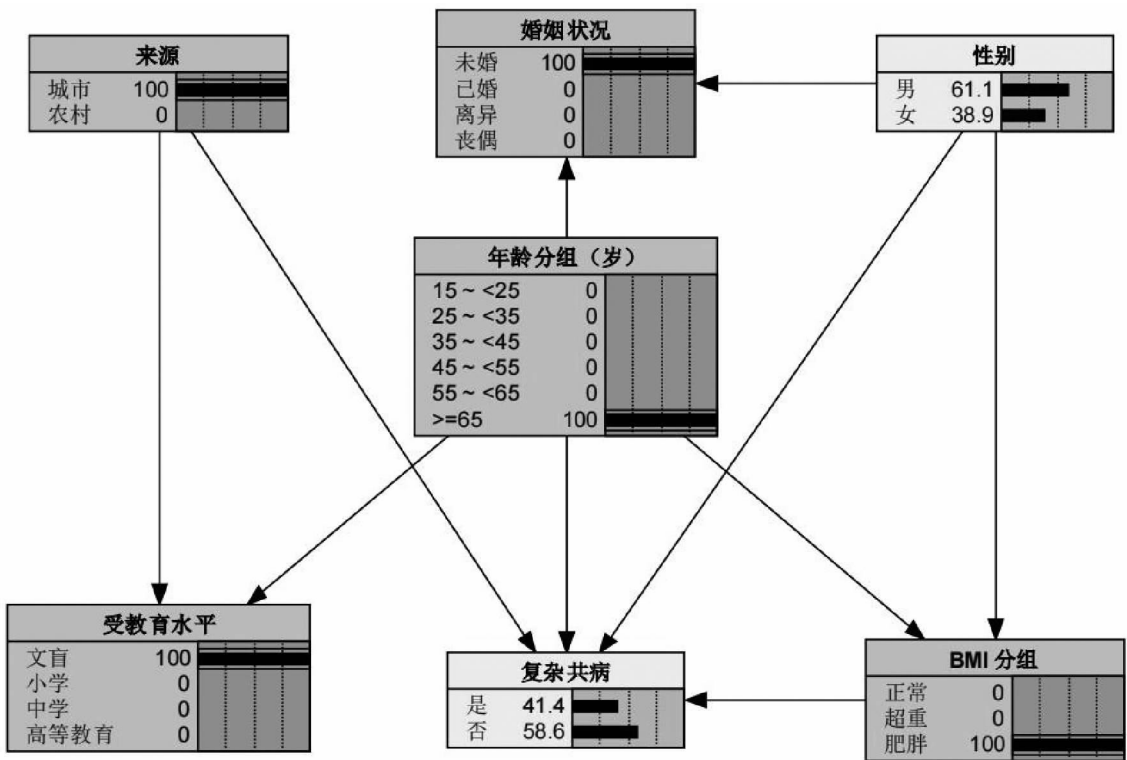 来源
城市 100
农村 0
婚姻状况
未婚 100
已婚 0
离异 0
丧偶 0
性别
男 61.1
女 38.9
年龄分组（岁）
15 ~ <25 0
25 ~ <35 0
35 ~ <45 0
45 ~ <55 0
55 ~ <65 0
>=65 100
受教育水平
文盲 100
小学 0
中学 0
高等教育 0
复杂共病
是 41.4
否 58.6
BMI 分组
正常 0
超重 0
肥胖 100